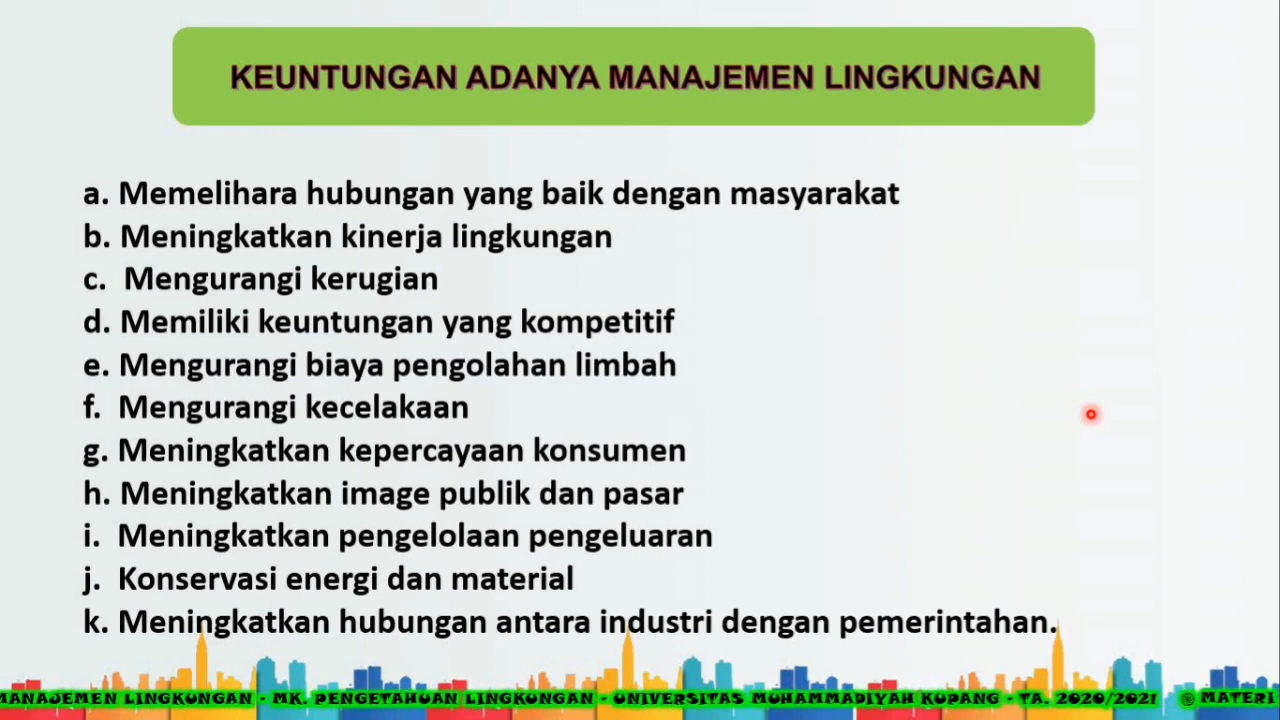 KEUNTUNGAN ADANYA MANAJEMEN LINGKUNGAN
a. Memelihara hubungan yang baik dengan masyarakat
b. Meningkatkan kinerja lingkungan
c. Mengurangi kerugian
d. Memiliki keuntungan yang kompetitif
e. Mengurangi biaya pengolahan limbah
f. Mengurangi kecelakaan
g. Meningkatkan kepercayaan konsumen
h. Meningkatkan image publik dan pasar
i. Meningkatkan pengelolaan pengeluaran
j. Konservasi energi dan material
k. Meningkatkan hubungan antara industri dengan pemerintahan.
MANAJEMEN LINGKUNGAN - MK. PENGETAHUAN LINGKUNGAN - UNIVERSITAS MUHAMMADIYAH KUPANG - TA. 2020/2021 @ MATERI